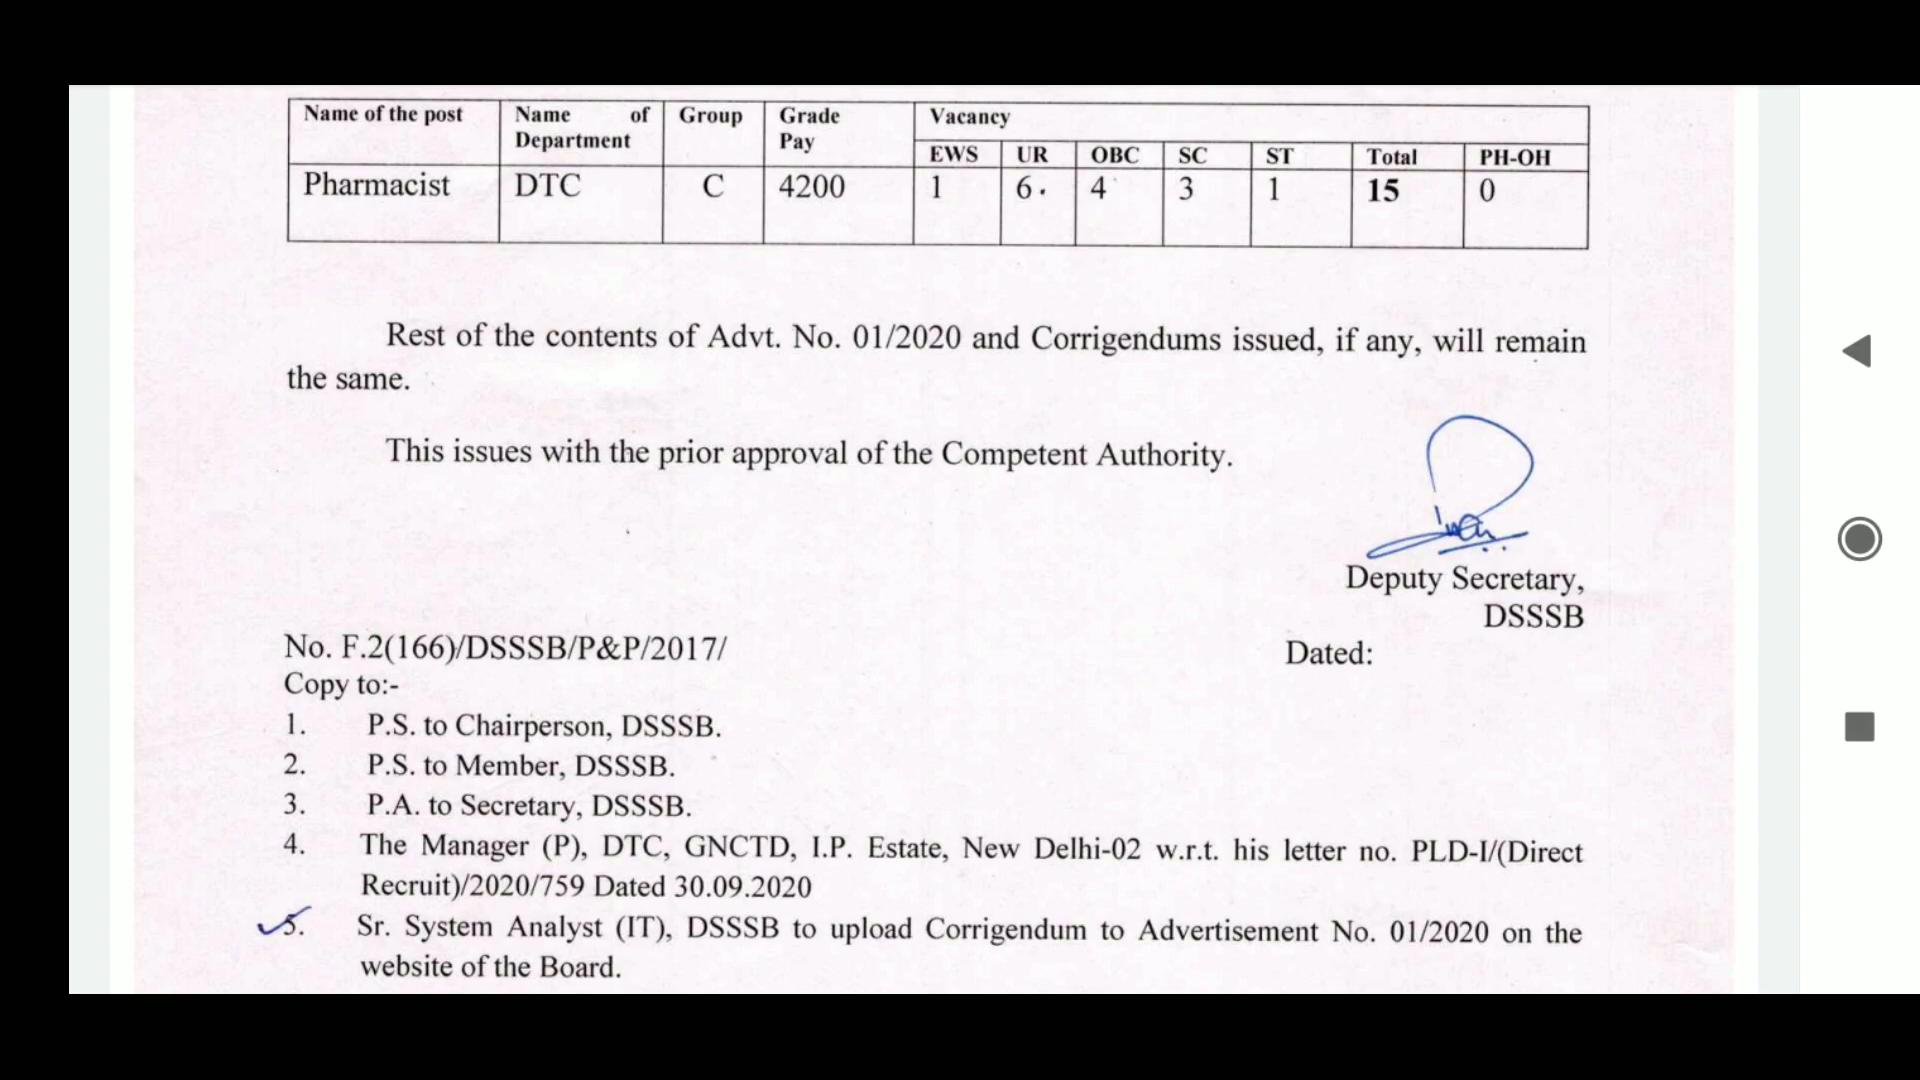 Name of the post Name of Department Group Grade Pay Vacancy
EWS UR OBC SC ST Total PH-OH
Pharmacist DTC C 4200 1 6 4 3 1 15 0
Rest of the contents of Advt. No. 01/2020 and Corrigendums issued, if any, will remain
the same.
This issues with the prior approval of the Competent Authority.
Deputy Secretary,
DSSSB
No. F.2(166)/DSSSB/P&P/2017/ Dated:
Copy to:-
1. P.S. to Chairperson, DSSSB.
2. P.S. to Member, DSSSB.
3. P.A. to Secretary, DSSSB.
4. The Manager (P), DTC, GNCTD, I.P. Estate, New Delhi-02 w.r.t. his letter no. PLD-I/(Direct
Recruit)/2020/759 Dated 30.09.2020
5. Sr. System Analyst (IT), DSSSB to upload Corrigendum to Advertisement No. 01/2020 on the
website of the Board.